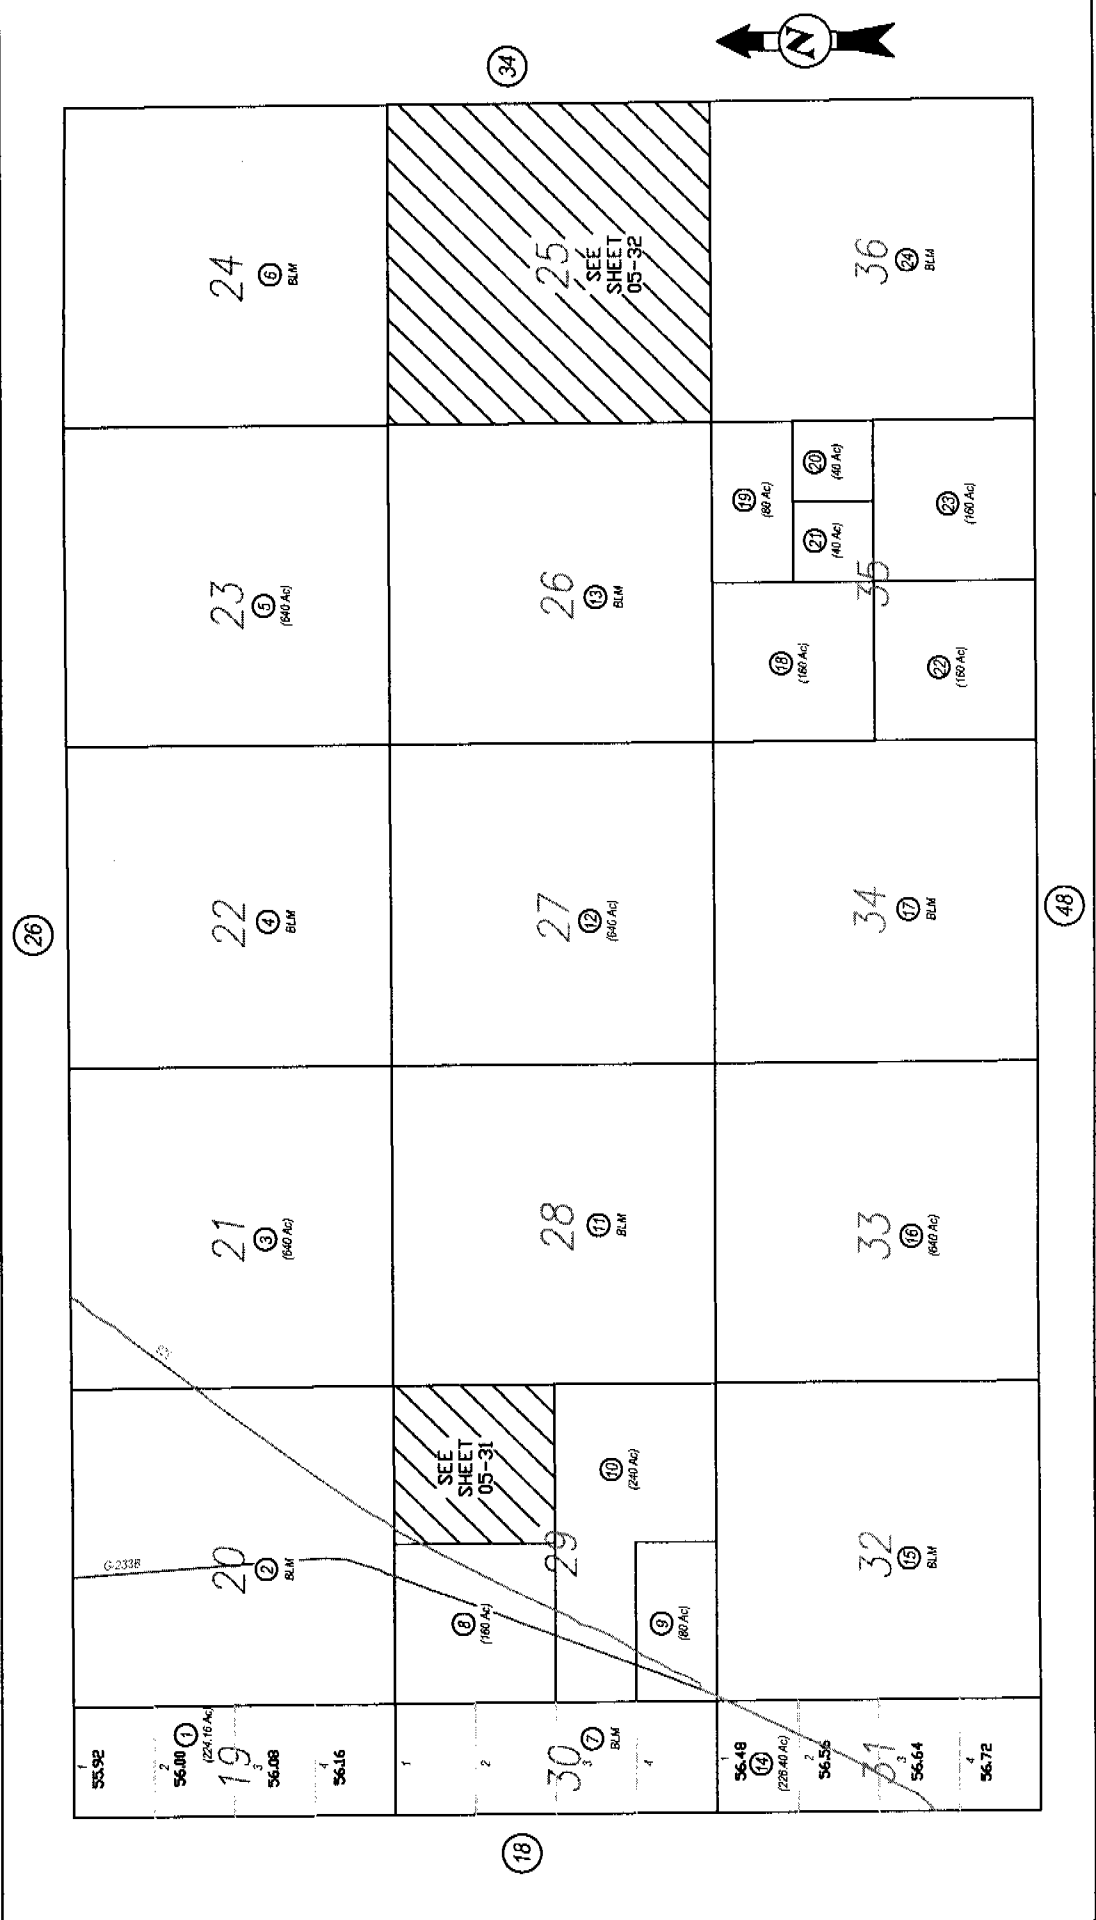 26
34
18
48
N
1
55.92
2
56.00
1
(224.16 Ac)
19
3
56.08
4
56.16
G-233B
20
2
BLM
21
3
(640 Ac)
22
4
BLM
23
5
(640 Ac)
24
6
BLM
1
2
30
3
7
BLM
4
8
(160 Ac)
SEE
SHEET
05-31
29
9
(80 Ac)
10
(240 Ac)
28
11
BLM
27
12
(640 Ac)
26
13
BLM
25
SEE
SHEET
05-32
1
56.48
14
(226.40 Ac)
2
56.56
31
3
56.64
4
56.72
32
15
BLM
33
16
(640 Ac)
34
17
BLM
18
(160 Ac)
19
(80 Ac)
21
(40 Ac)
20
(40 Ac)
35
22
(160 Ac)
23
(160 Ac)
36
24
BLM